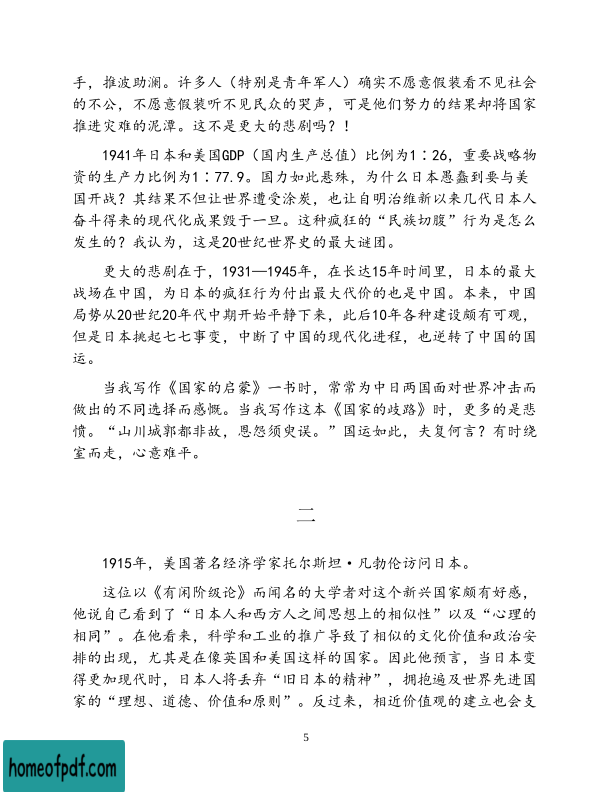 手，推波助澜。许多人（特别是青年军人）确实不愿意假装看不见社会
的不公，不愿意假装听不见民众的哭声，可是他们努力的结果却将国家
推进灾难的泥潭。这不是更大的悲剧吗？！
1941年日本和美国GDP（国内生产总值）比例为1∶26，重要战略物
资的生产力比例为1∶77.9。国力如此悬殊，为什么日本愚蠢到要与美
国开战？其结果不但让世界遭受涂炭，也让自明治维新以来几代日本人
奋斗得来的现代化成果毁于一旦。这种疯狂的“民族切腹”行为是怎么
发生的？我认为，这是20世纪世界史的最大谜团。
更大的悲剧在于，1931—1945年，在长达15年时间里，日本的最大
战场在中国，为日本的疯狂行为付出最大代价的也是中国。本来，中国
局势从20世纪20年代中期开始平静下来，此后10年各种建设颇有可观，
但是日本挑起七七事变，中断了中国的现代化进程，也逆转了中国的国
运。
当我写作《国家的启蒙》一书时，常常为中日两国面对世界冲击而
做出的不同选择而感慨。当我写作这本《国家的歧路》时，更多的是悲
愤。“山川城郭都非故，恩怨须臾误。”国运如此，夫复何言？有时绕
室而走，心意难平。
二
1915年，美国著名经济学家托尔斯坦·凡勃伦访问日本。
这位以《有闲阶级论》而闻名的大学者对这个新兴国家颇有好感，
他说自己看到了“日本人和西方人之间思想上的相似性”以及“心理的
相同”。在他看来，科学和工业的推广导致了相似的文化价值和政治安
排的出现，尤其是在像英国和美国这样的国家。因此他预言，当日本变
得更加现代时，日本人将丢弃“旧日本的精神”，拥抱遍及世界先进国
家的“理想、道德、价值和原则”。反过来，相近价值观的建立也会支
5
homeofpdf.com